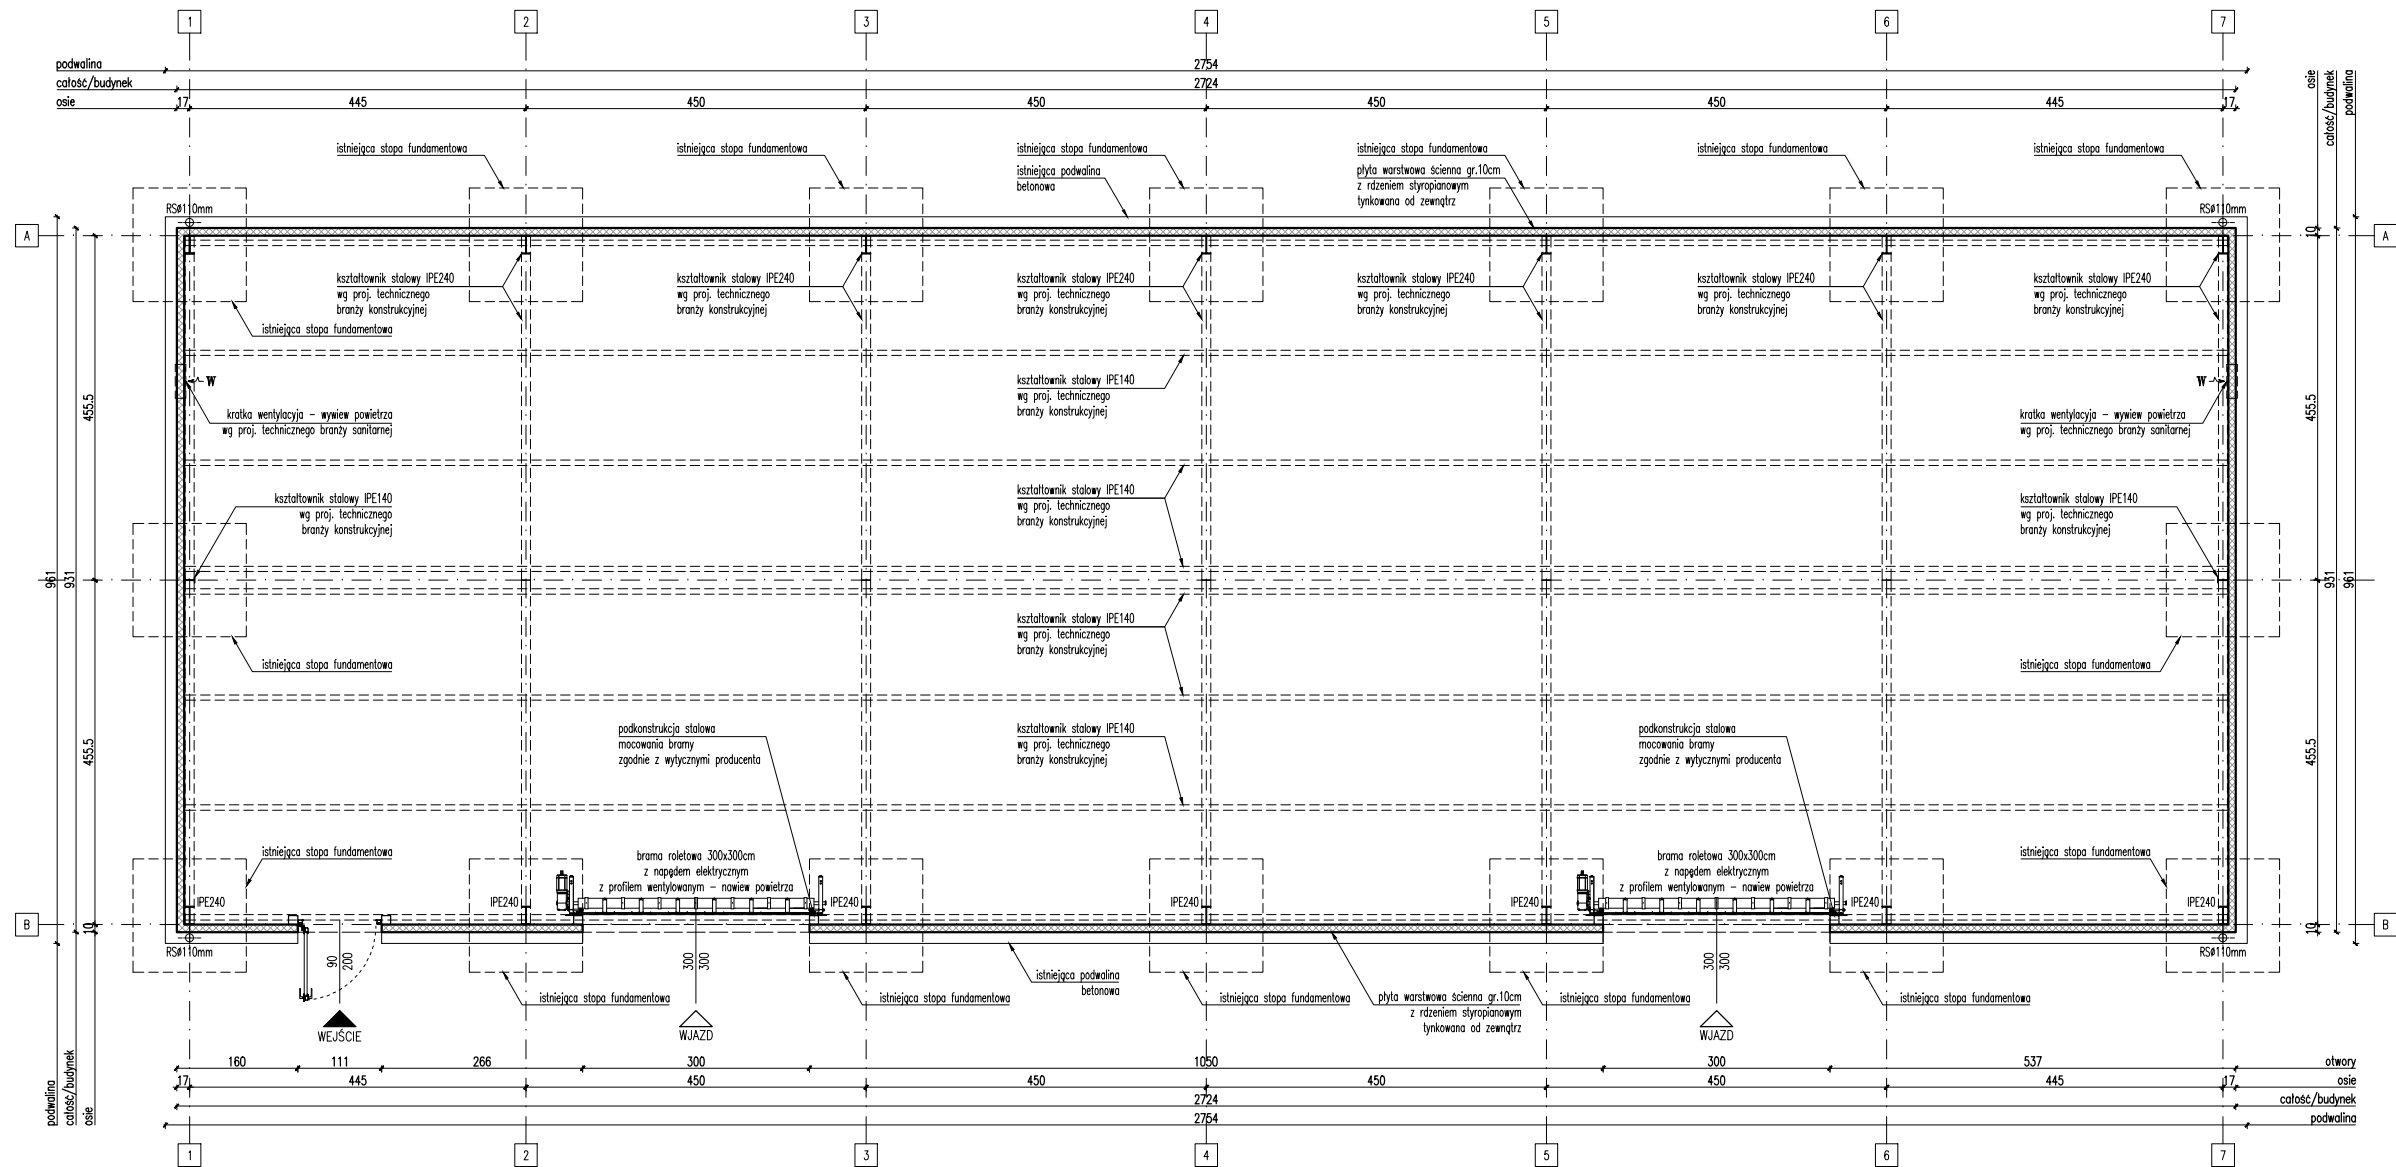 1 2 3 4 5 6 7
podwalina 2754
całość/budynek 2724
osie 17 445 450 450 450 450 445 17
osie
całość/budynek
podwalina
istniejąca stopa fundamentowa
istniejąca stopa fundamentowa
istniejąca stopa fundamentowa
istniejąca podwalina
betonowa
istniejąca stopa fundamentowa
płyta warstwowa ścienna gr.10cm
z rdzeniem styropianowym
tynkowana od zewnątrz
istniejąca stopa fundamentowa
istniejąca stopa fundamentowa
RSø110mm
RSø110mm
A
A
10
kształtownik stalowy IPE240
wg proj. technicznego
branży konstrukcyjnej
kształtownik stalowy IPE240
wg proj. technicznego
branży konstrukcyjnej
kształtownik stalowy IPE240
wg proj. technicznego
branży konstrukcyjnej
kształtownik stalowy IPE240
wg proj. technicznego
branży konstrukcyjnej
kształtownik stalowy IPE240
wg proj. technicznego
branży konstrukcyjnej
kształtownik stalowy IPE240
wg proj. technicznego
branży konstrukcyjnej
istniejąca stopa fundamentowa
W
W
kształtownik stalowy IPE140
wg proj. technicznego
branży konstrukcyjnej
455.5
455.5
kratka wentylacyja – wywiew powietrza
wg proj. technicznego branży sanitarnej
kratka wentylacyja – wywiew powietrza
wg proj. technicznego branży sanitarnej
kształtownik stalowy IPE140
wg proj. technicznego
branży konstrukcyjnej
kształtownik stalowy IPE140
wg proj. technicznego
branży konstrukcyjnej
kształtownik stalowy IPE140
wg proj. technicznego
branży konstrukcyjnej
961
931
931
961
kształtownik stalowy IPE140
wg proj. technicznego
branży konstrukcyjnej
istniejąca stopa fundamentowa
istniejąca stopa fundamentowa
455.5
455.5
podkonstrukcja stalowa
mocowania bramy
zgodnie z wytycznymi producenta
kształtownik stalowy IPE140
wg proj. technicznego
branży konstrukcyjnej
podkonstrukcja stalowa
mocowania bramy
zgodnie z wytycznymi producenta
istniejąca stopa fundamentowa
brama roletowa 300x300cm
z napędem elektrycznym
z profilem wentylowanym – nawiew powietrza
brama roletowa 300x300cm
z napędem elektrycznym
z profilem wentylowanym – nawiew powietrza
istniejąca stopa fundamentowa
IPE240
IPE240
IPE240
IPE240
IPE240
IPE240
IPE240
B
B
10
10
RSø110mm
RSø110mm
90
200
300
300
300
300
istniejąca stopa fundamentowa
istniejąca stopa fundamentowa
istniejąca podwalina
betonowa
istniejąca stopa fundamentowa
płyta warstwowa ścienna gr.10cm
z rdzeniem styropianowym
tynkowana od zewnątrz
istniejąca stopa fundamentowa
istniejąca stopa fundamentowa
WEJŚCIE
WJAZD
WJAZD
160 111 266 300 1050 300 537 otwory
17 445 450 450 450 450 445 17 osie
2724 całość/budynek
2754 podwalina
podwalina
całość/budynek
osie
1 2 3 4 5 6 7